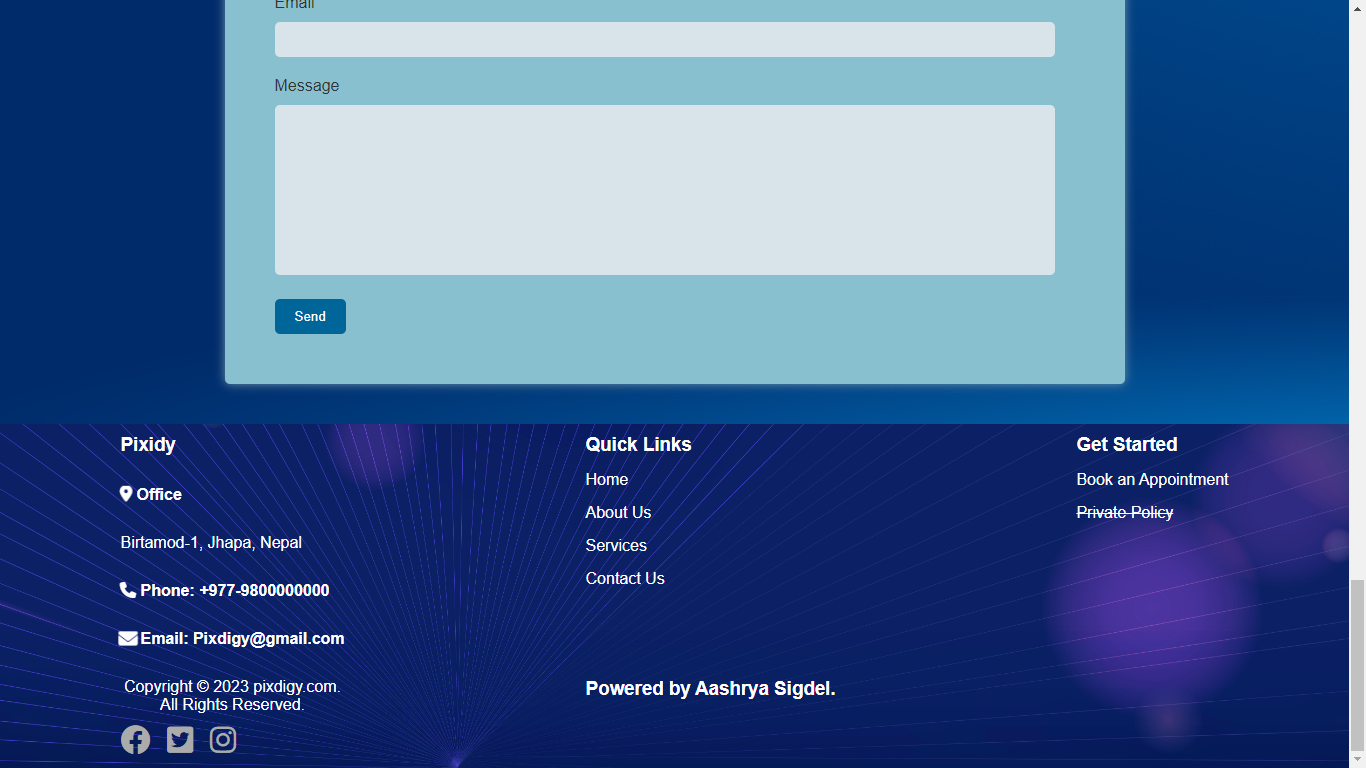 Email
Message
Send
Pixidy
Office
Birtamod-1, Jhapa, Nepal
Phone: +977-9800000000
Email: Pixdigy@gmail.com
Copyright © 2023 pixdigy.com.
All Rights Reserved.
Quick Links
Home
About Us
Services
Contact Us
Powered by Aashrya Sigdel.
Get Started
Book an Appointment
Private Policy